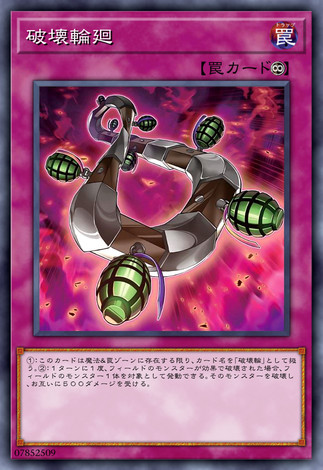 破壊輪廻
トラップ
罠
【罠カード】
①:このカードは魔法&罠ゾーンに存在する限り、カード名を「破壊輪」として扱
う。②:1ターンに1度、フィールドのモンスターが効果で破壊された場合、フ
ィールドのモンスター1体を対象として発動できる。そのモンスターを破壊し
、お互いに500ダメージを受ける。
07852509